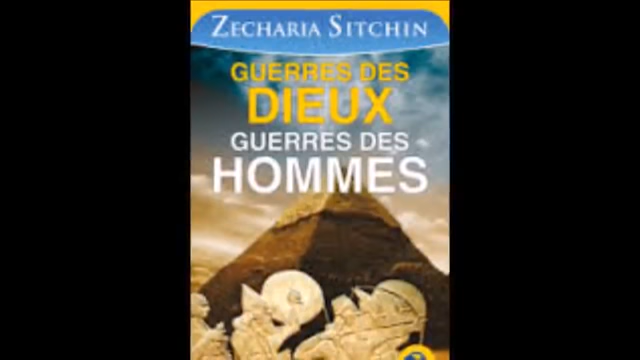 ZECHARIA SITCHIN
GUERRES DES
DIEUX
GUERRES DES
HOMMES